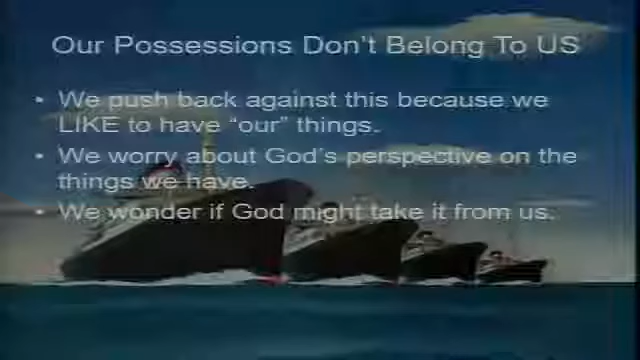 Our Possessions Don't Belong To US
• We push back against this because we
LIKE to have “our” things.
• We worry about God's perspective on the
things we have.
• We wonder if God might take it from us.